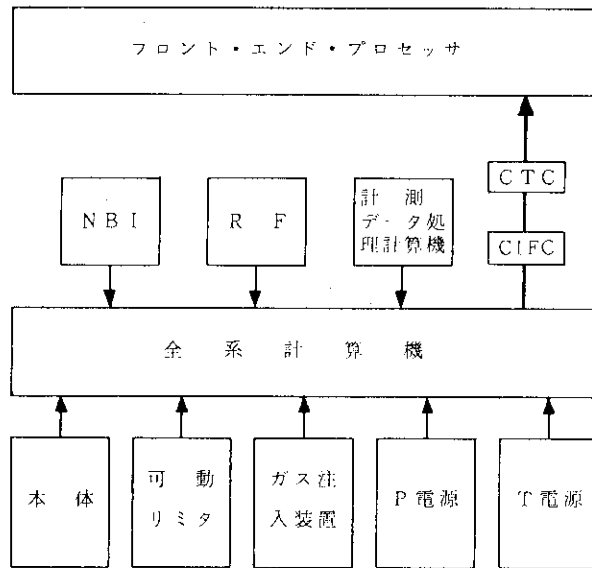 フロント・エンド・プロセッサ
CTC
NBI
RF
計測
データ処
理計算機
CIFC
全系計算機
本体
可動
リミタ
ガス注
入装置
P電源
T電源